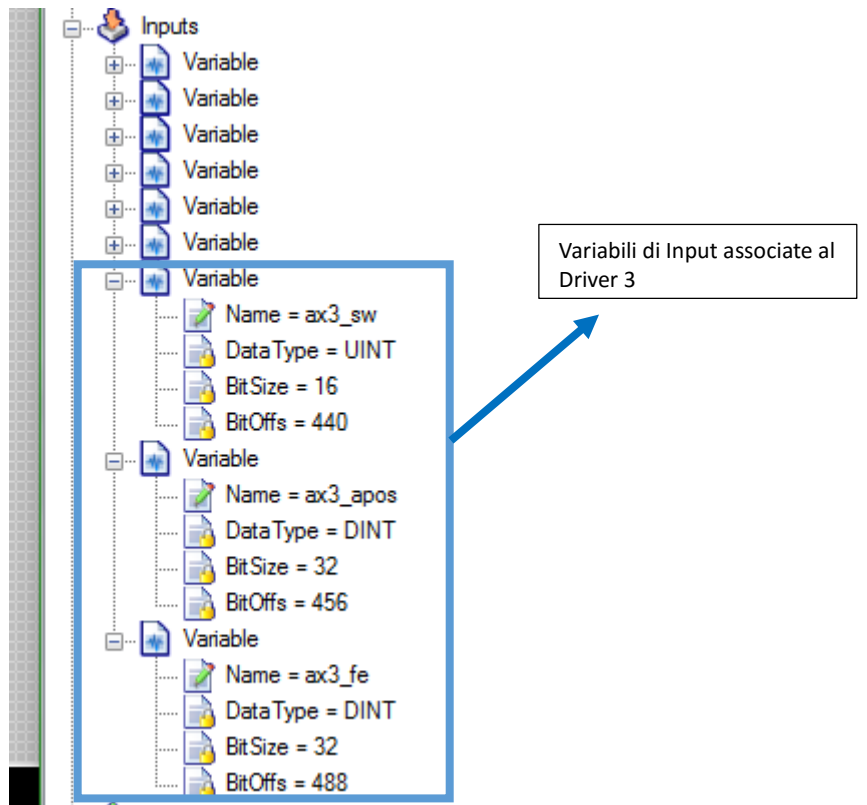 Inputs
Variable
Variable
Variable
Variable
Variable
Variable
Variable
Name = ax3_sw
DataType = UINT
BitSize = 16
BitOffs = 440
Variable
Name = ax3_apos
DataType = DINT
BitSize = 32
BitOffs = 456
Variable
Name = ax3_fe
DataType = DINT
BitSize = 32
BitOffs = 488
Variabili di Input associate al
Driver 3